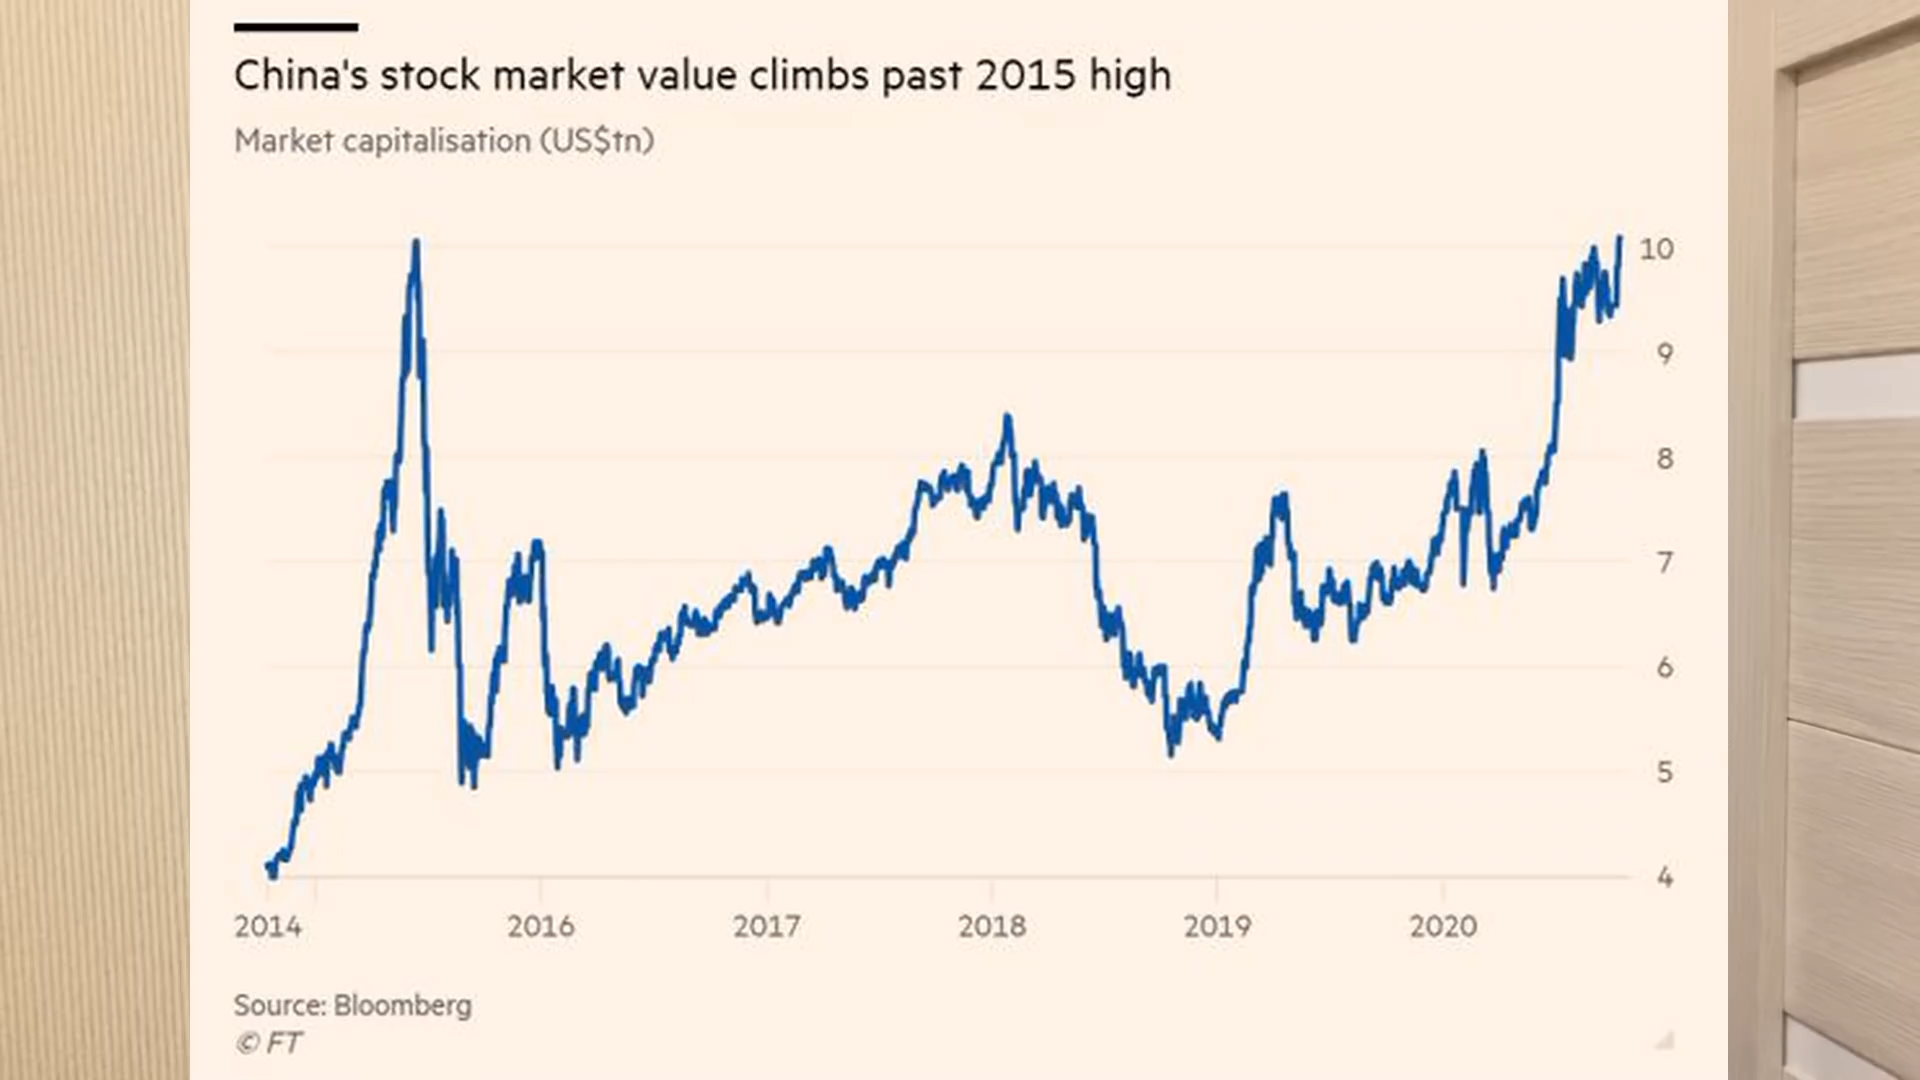 China's stock market value climbs past 2015 high
Market capitalisation (US$tn)
10
9
8
7
6
5
4
2014 2016 2017 2018 2019 2020
Source: Bloomberg
© FT